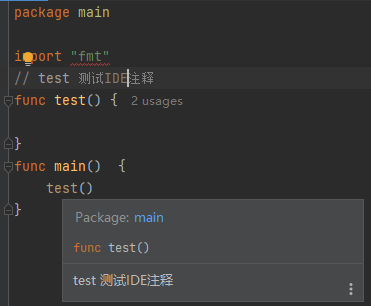 package main
import "fmt"
// test 测试IDE注释
func test() { 2 usages
}
func main()  {
test()
}
Package: main
func test()
test 测试IDE注释